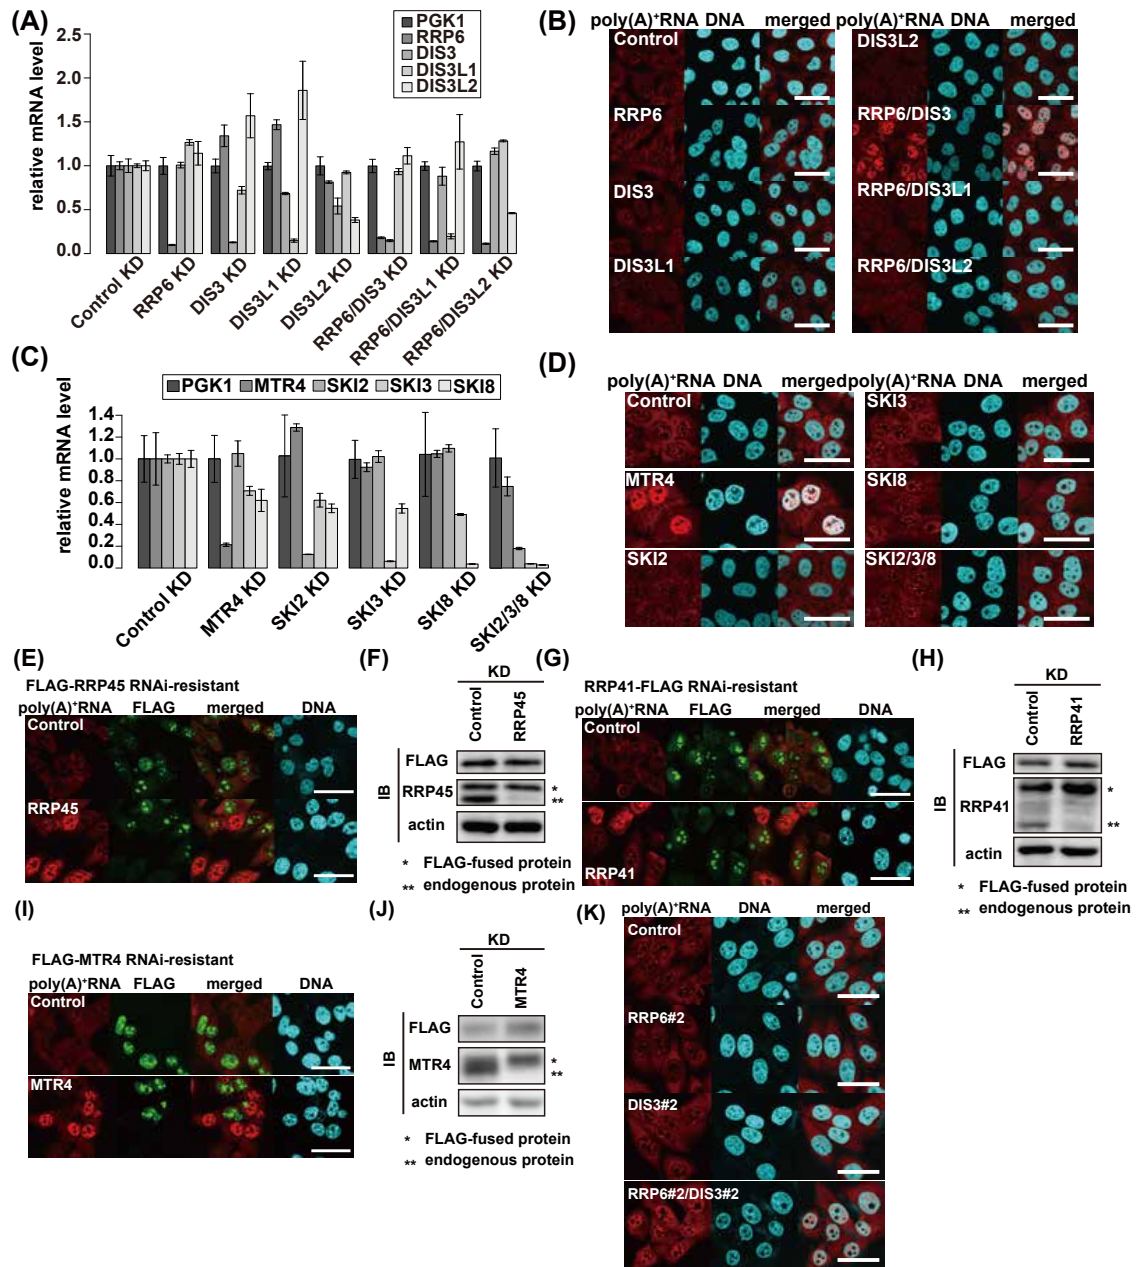 (A)
relative mRNA level
2.5
2.0
1.5
1.0
0.5
0.0
PGK1
RRP6
DIS3
DIS3L1
DIS3L2
Control KD
RRP6 KD
DIS3 KD
DIS3L1 KD
DIS3L2 KD
RRP6/DIS3 KD
RRP6/DIS3L1 KD
RRP6/DIS3L2 KD
(B)
poly(A)⁺RNA DNA merged poly(A)⁺RNA DNA merged
Control
RRP6
DIS3
DIS3L1
DIS3L2
RRP6/DIS3
RRP6/DIS3L1
RRP6/DIS3L2
(C)
PGK1 MTR4 SKI2 SKI3 SKI8
relative mRNA level
1.4
1.2
1.0
0.8
0.6
0.4
0.2
0.0
Control KD
MTR4 KD
SKI2 KD
SKI3 KD
SKI8 KD
SKI2/3/8 KD
(D)
poly(A)⁺RNA DNA merged poly(A)⁺RNA DNA merged
Control
MTR4
SKI2
SKI3
SKI8
SKI2/3/8
(E)
FLAG-RRP45 RNAi-resistant
poly(A)⁺RNA FLAG merged DNA
Control
RRP45
(F)
KD
Control
RRP45
IB
FLAG
RRP45
*
**
actin
* FLAG-fused protein
** endogenous protein
(G)
RRP41-FLAG RNAi-resistant
poly(A)⁺RNA FLAG merged DNA
Control
RRP41
(H)
KD
Control
RRP41
IB
FLAG
RRP41
*
**
actin
* FLAG-fused protein
** endogenous protein
(I)
FLAG-MTR4 RNAi-resistant
poly(A)⁺RNA FLAG merged DNA
Control
MTR4
(J)
KD
Control
MTR4
IB
FLAG
MTR4
*
**
actin
* FLAG-fused protein
** endogenous protein
(K)
poly(A)⁺RNA DNA merged
Control
RRP6#2
DIS3#2
RRP6#2/DIS3#2